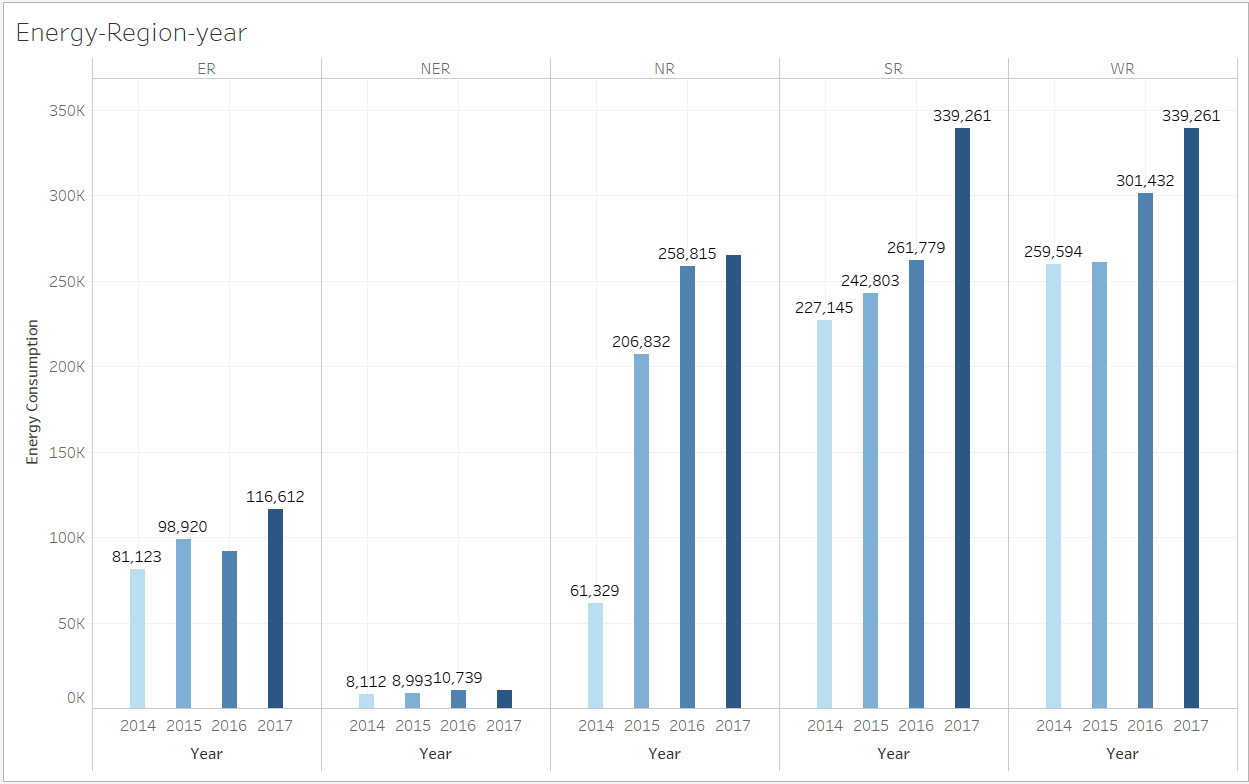 Energy-Region-year
ER NER NR SR WR
350K
300K
250K
200K
150K
100K
50K
0K
Energy Consumption
81,123 98,920 116,612
8,112 8,993 10,739
61,329 206,832 258,815
227,145 242,803 261,779 339,261
259,594 301,432 339,261
2014 2015 2016 2017 2014 2015 2016 2017 2014 2015 2016 2017 2014 2015 2016 2017 2014 2015 2016 2017
Year Year Year Year Year